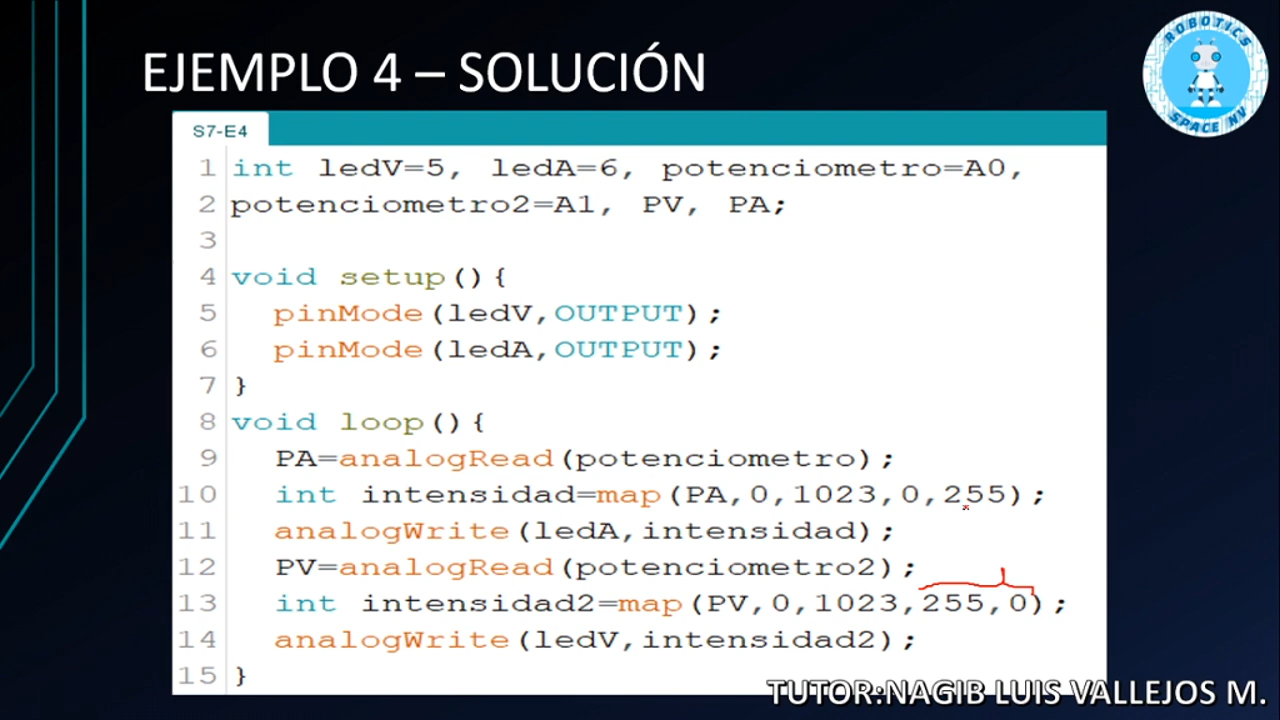 EJEMPLO 4 – SOLUCIÓN
ROBOTICS
SPACE NV
S7-E4
1 int ledV=5, ledA=6, potenciometro=A0,
2 potenciometro2=A1, PV, PA;
3
4 void setup(){
5 pinMode(ledV,OUTPUT);
6 pinMode(ledA,OUTPUT);
7 }
8 void loop(){
9 PA=analogRead(potenciometro);
10 int intensidad=map(PA,0,1023,0,255);
11 analogWrite(ledA,intensidad);
12 PV=analogRead(potenciometro2);
13 int intensidad2=map(PV,0,1023,255,0);
14 analogWrite(ledV,intensidad2);
15 }
TUTOR:NAGIB LUIS VALLEJOS M.